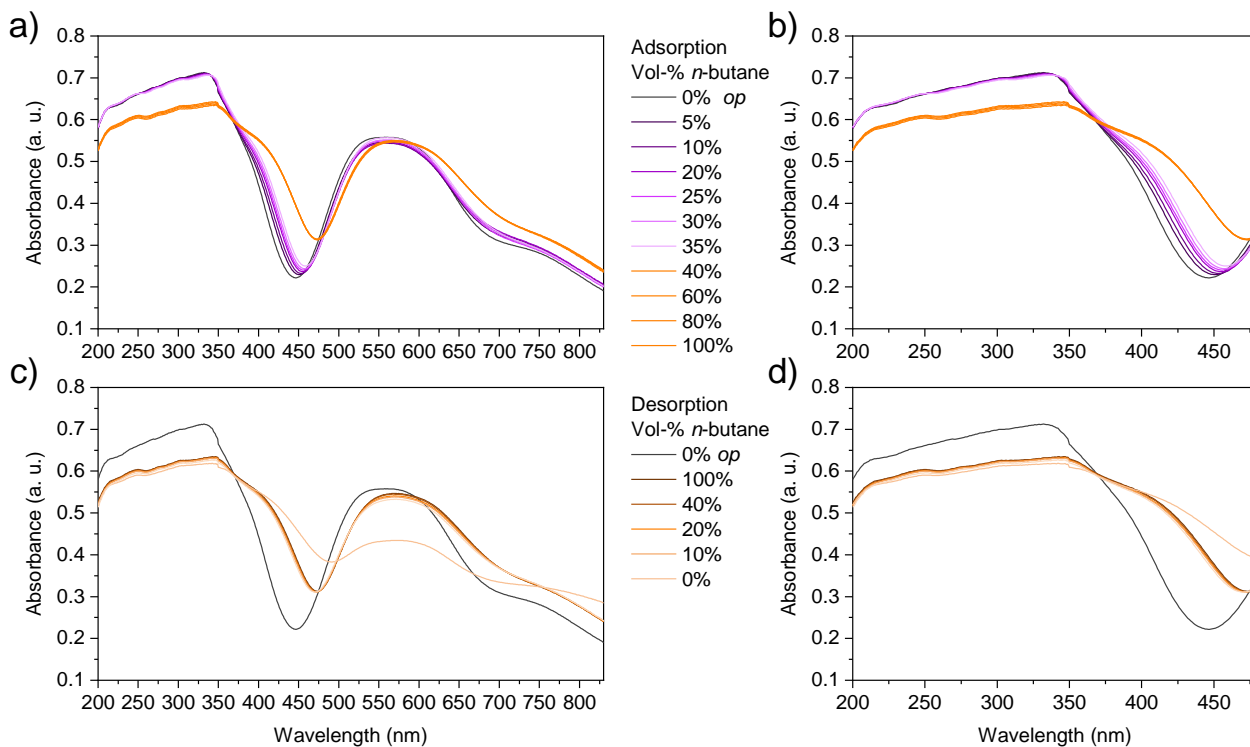 a)
0.8
0.7
0.6
0.5
0.4
0.3
0.2
0.1
Absorbance (a. u.)
200 250 300 350 400 450 500 550 600 650 700 750 800
Adsorption
Vol-% n-butane
0% op
5%
10%
20%
25%
30%
35%
40%
60%
80%
100%
b)
0.8
0.7
0.6
0.5
0.4
0.3
0.2
0.1
Absorbance (a. u.)
200 250 300 350 400 450
c)
0.8
0.7
0.6
0.5
0.4
0.3
0.2
0.1
Absorbance (a. u.)
200 250 300 350 400 450 500 550 600 650 700 750 800
Wavelength (nm)
Desorption
Vol-% n-butane
0% op
100%
40%
20%
10%
0%
d)
0.8
0.7
0.6
0.5
0.4
0.3
0.2
0.1
Absorbance (a. u.)
200 250 300 350 400 450
Wavelength (nm)